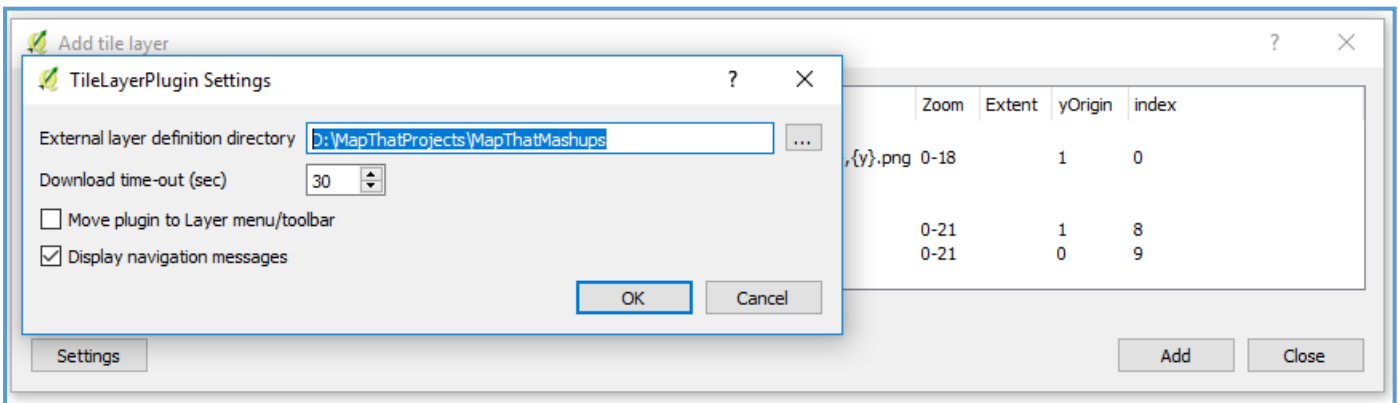 Add tile layer
?
TileLayerPlugin Settings ?
External layer definition directory D:\MapThatProjects\MapThatMashups ...
Download time-out (sec) 30
Move plugin to Layer menu/toolbar
Display navigation messages
OK Cancel
Zoom Extent yOrigin index
,{y}.png 0-18 1 0
0-21 1 8
0-21 0 9
Settings Add Close